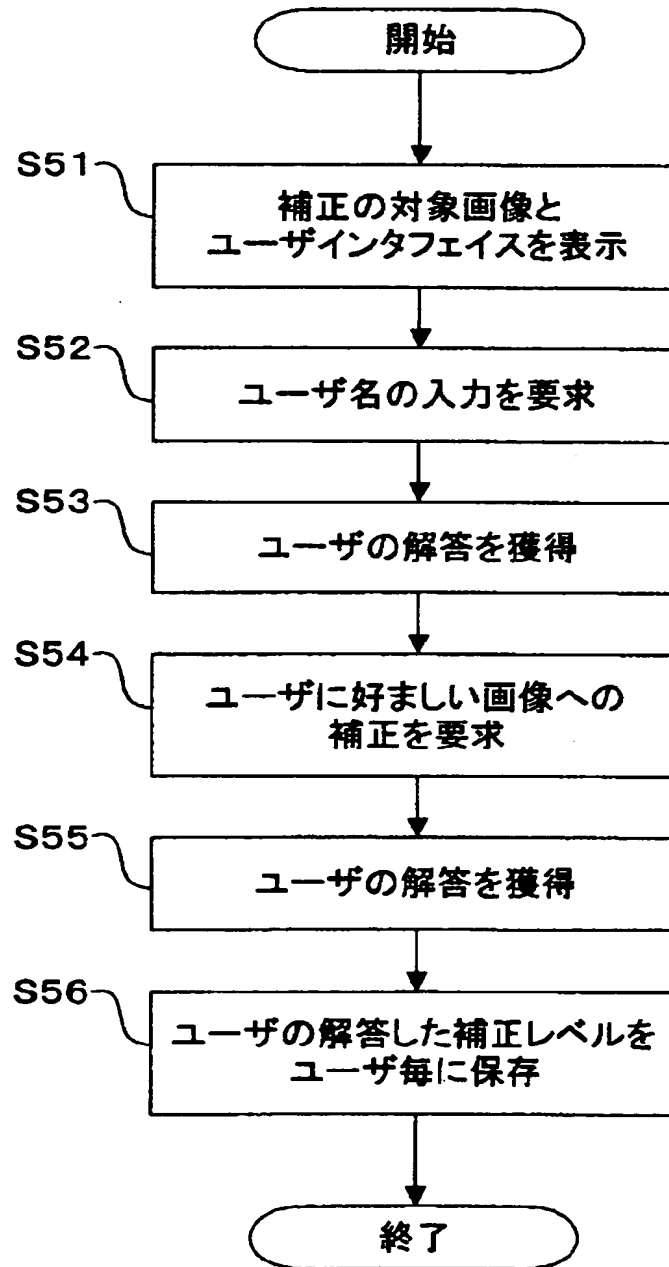 開始
S51
補正の対象画像と
ユーザインタフェイスを表示
S52
ユーザ名の入力を要求
S53
ユーザの解答を獲得
S54
ユーザに好ましい画像への
補正を要求
S55
ユーザの解答を獲得
S56
ユーザの解答した補正レベルを
ユーザ毎に保存
終了